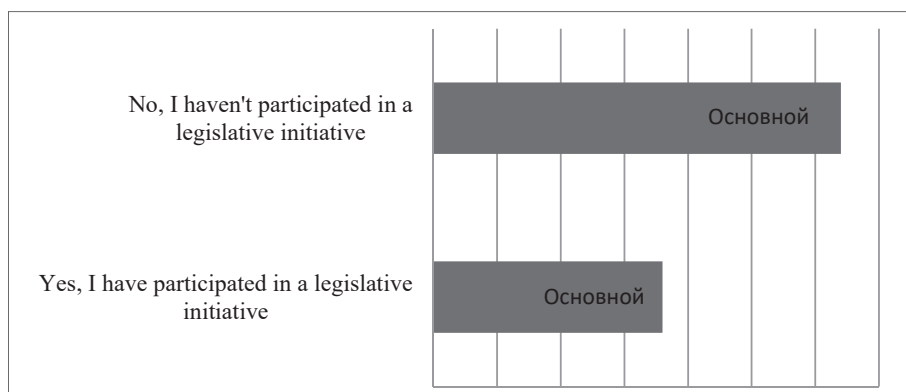 No, I haven't participated in a
legislative initiative
Основной
Yes, I have participated in a legislative
initiative
Основной